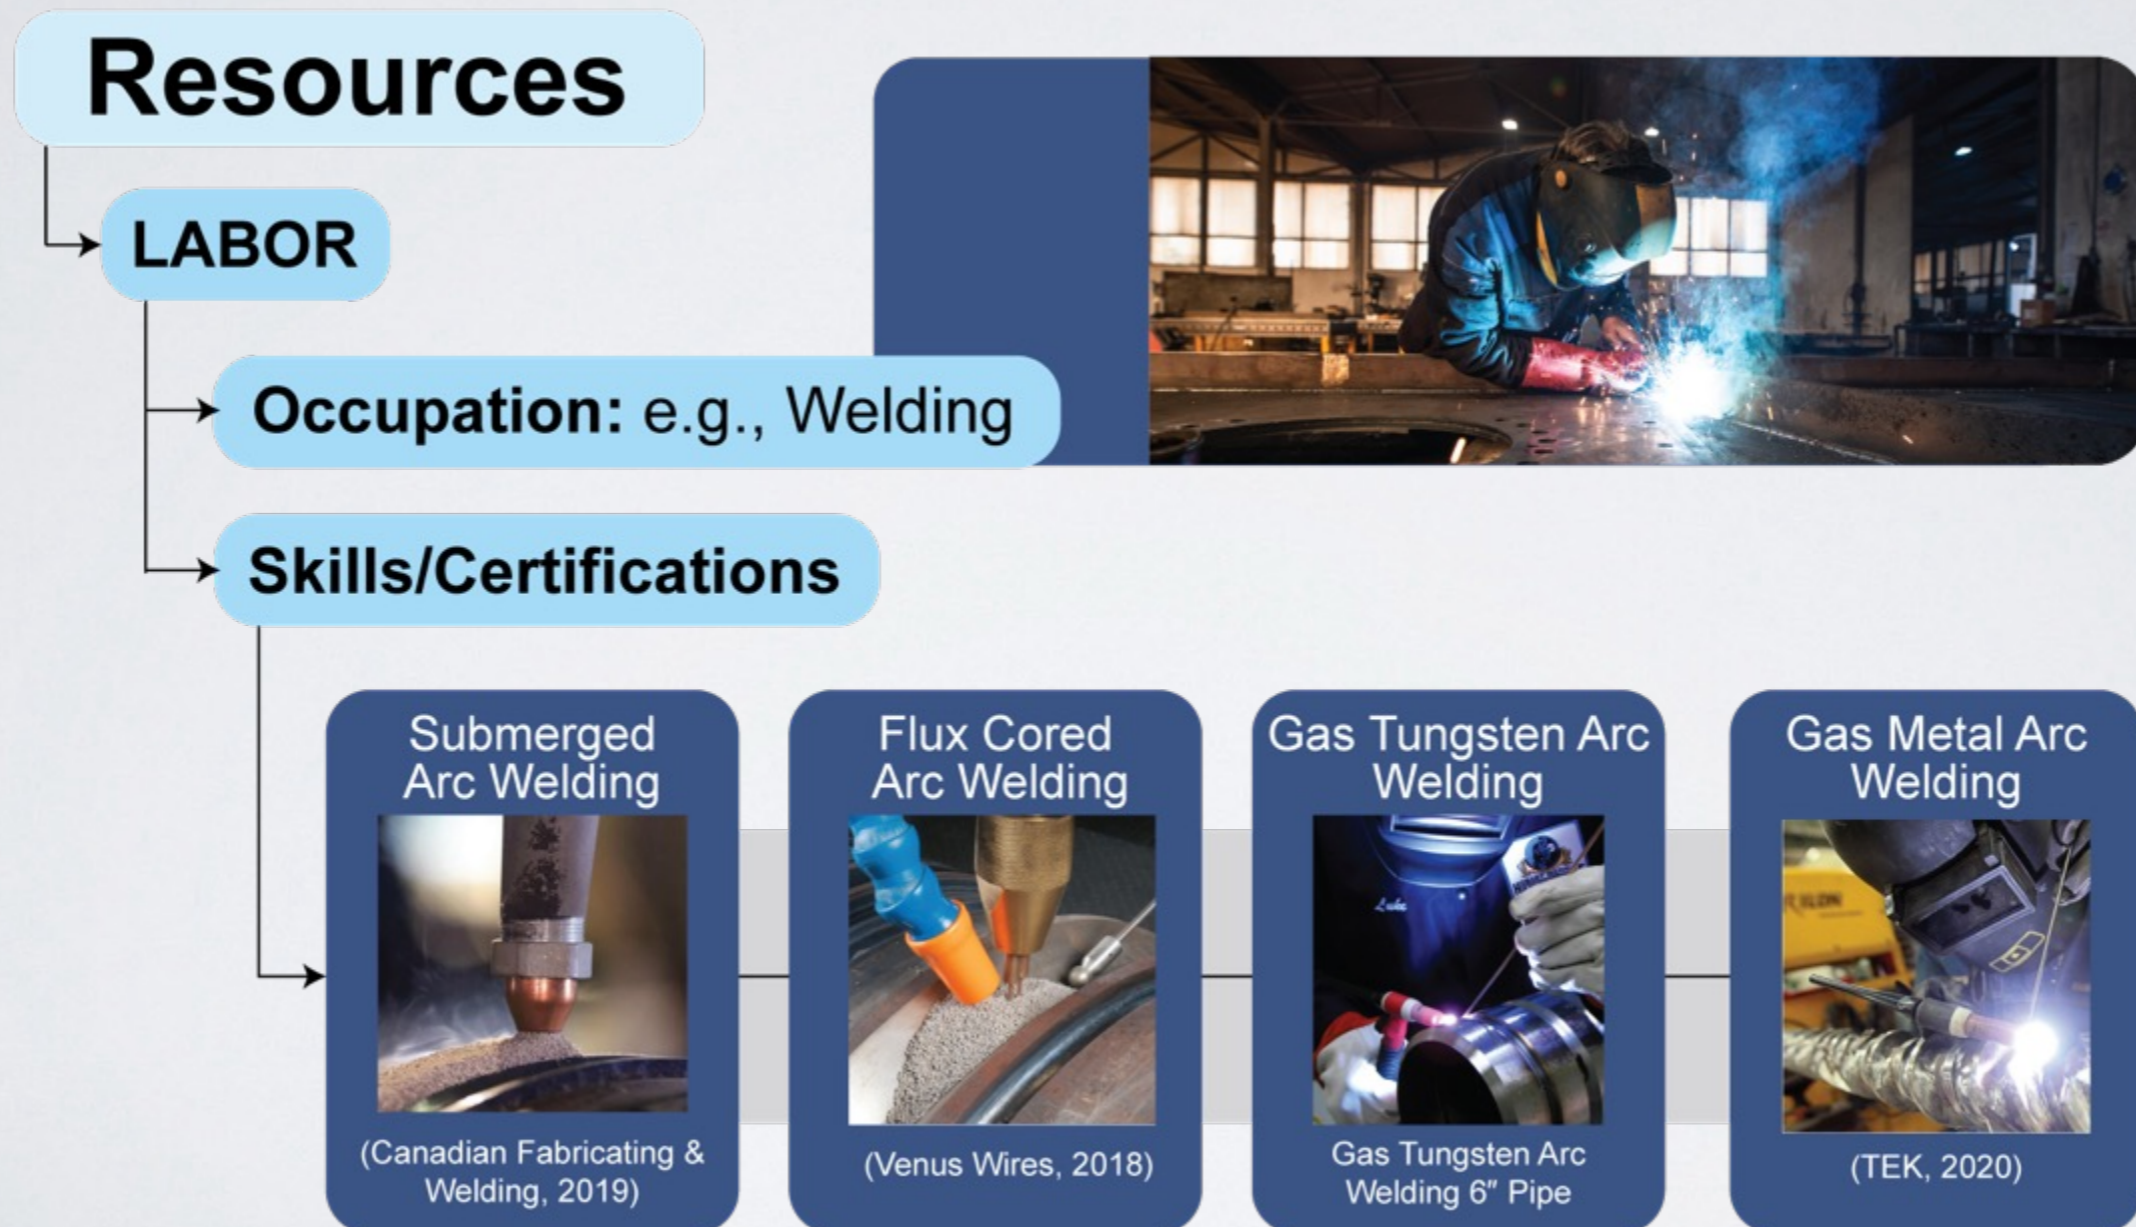 Resources
LABOR
Occupation: e.g., Welding
Skills/Certifications
Submerged
Arc Welding
(Canadian Fabricating &
Welding, 2019)
Flux Cored
Arc Welding
(Venus Wires, 2018)
Gas Tungsten Arc
Welding
Gas Tungsten Arc
Welding 6″ Pipe
Gas Metal Arc
Welding
(TEK, 2020)